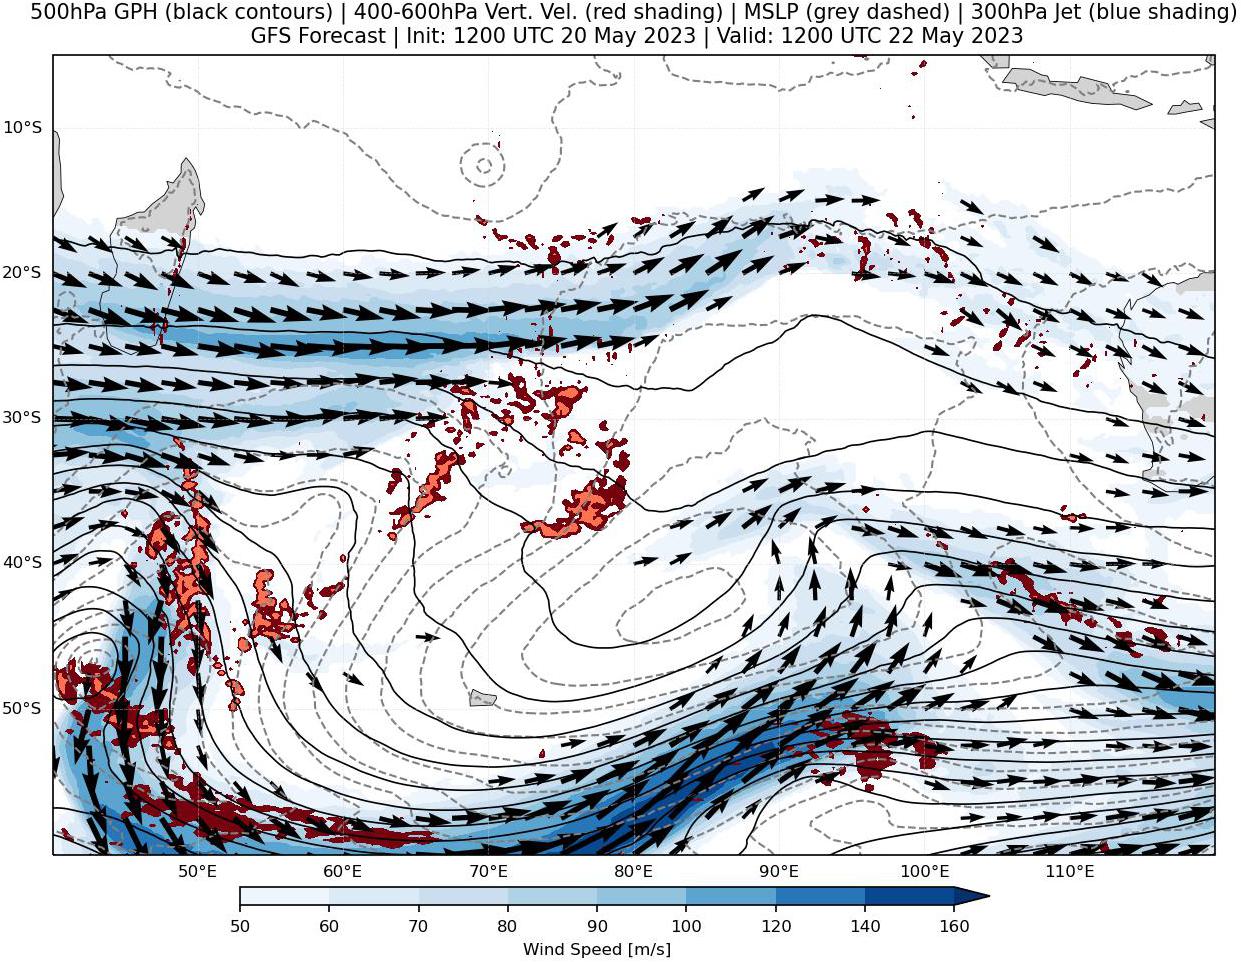 500hPa GPH (black contours) | 400-600hPa Vert. Vel. (red shading) | MSLP (grey dashed) | 300hPa Jet (blue shading)
GFS Forecast | Init: 1200 UTC 20 May 2023 | Valid: 1200 UTC 22 May 2023
10°S
20°S
30°S
40°S
50°S
50°E 60°E 70°E 80°E 90°E 100°E 110°E
50 60 70 80 90 100 120 140 160
Wind Speed [m/s]